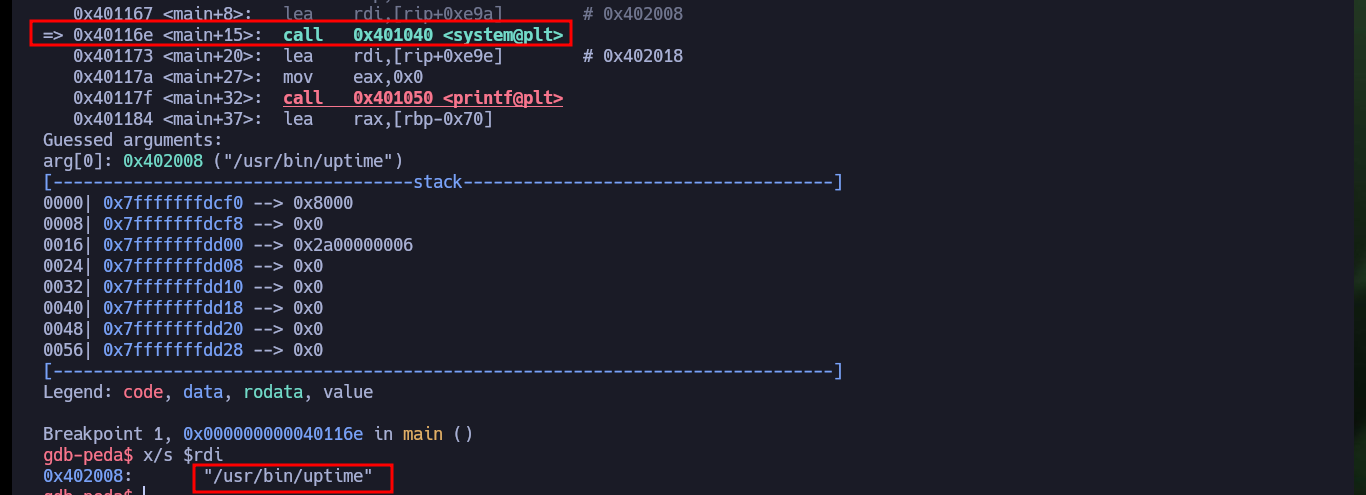 0x401167 <main+8>: lea rdi,[rip+0xe9a] # 0x402008
=> 0x40116e <main+15>: call 0x401040 <system@plt>
0x401173 <main+20>: lea rdi,[rip+0xe9e] # 0x402018
0x40117a <main+27>: mov eax,0x0
0x40117f <main+32>: call 0x401050 <printf@plt>
0x401184 <main+37>: lea rax,[rbp-0x70]
Guessed arguments:
arg[0]: 0x402008 ("/usr/bin/uptime")
[------------------------------------stack-------------------------------------]
0000| 0x7fffffffdcf0 --> 0x8000
0008| 0x7fffffffdcf8 --> 0x0
0016| 0x7fffffffdd00 --> 0x2a00000006
0024| 0x7fffffffdd08 --> 0x0
0032| 0x7fffffffdd10 --> 0x0
0040| 0x7fffffffdd18 --> 0x0
0048| 0x7fffffffdd20 --> 0x0
0056| 0x7fffffffdd28 --> 0x0
[------------------------------------------------------------------------------]
Legend: code, data, rodata, value
Breakpoint 1, 0x000000000040116e in main ()
gdb-peda$ x/s $rdi
0x402008: "/usr/bin/uptime"
gdb-peda$